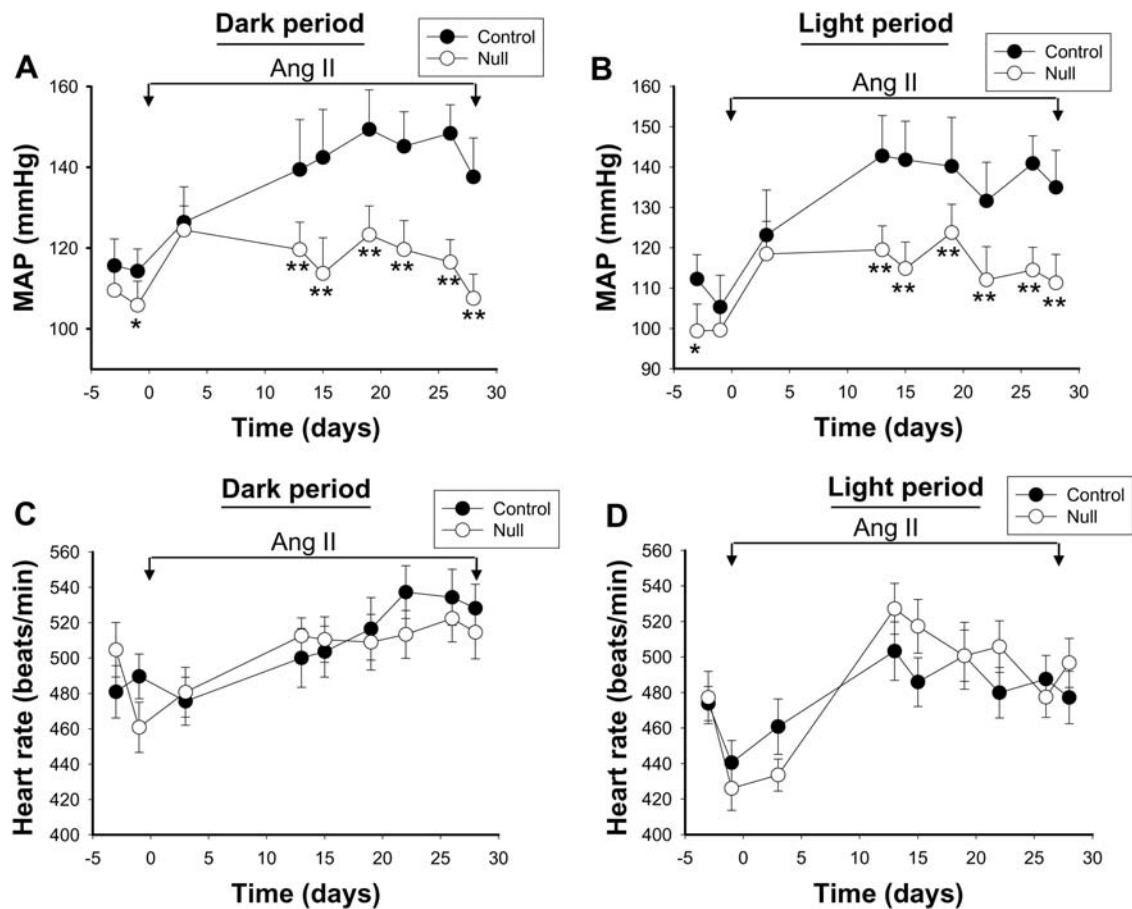 Dark period
A
Control
Null
Ang II
MAP (mmHg)
160
140
120
100
*
**
**
**
**
**
**
-5 0 5 10 15 20 25 30
Time (days)
Light period
B
Control
Null
Ang II
MAP (mmHg)
160
150
140
130
120
110
100
90
*
**
**
**
**
**
**
-5 0 5 10 15 20 25 30
Time (days)
Dark period
C
Control
Null
Ang II
Heart rate (beats/min)
560
540
520
500
480
460
440
420
400
-5 0 5 10 15 20 25 30
Time (days)
Light period
D
Control
Null
Ang II
Heart rate (beats/min)
560
540
520
500
480
460
440
420
400
-5 0 5 10 15 20 25 30
Time (days)